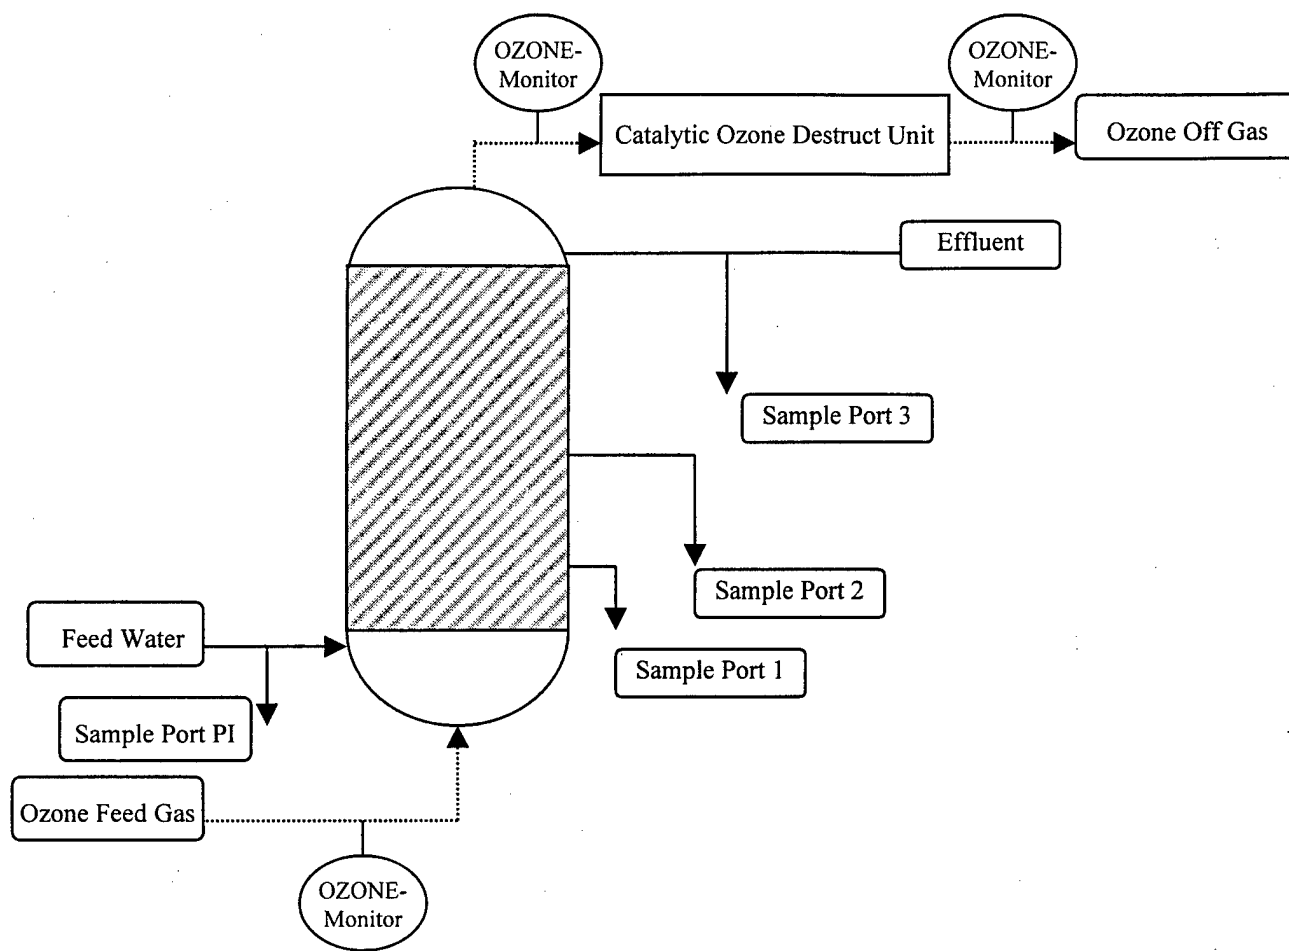 OZONE-
Monitor
OZONE-
Monitor
Catalytic Ozone Destruct Unit
Ozone Off Gas
Effluent
Sample Port 3
Sample Port 2
Feed Water
Sample Port 1
Sample Port PI
Ozone Feed Gas
OZONE-
Monitor